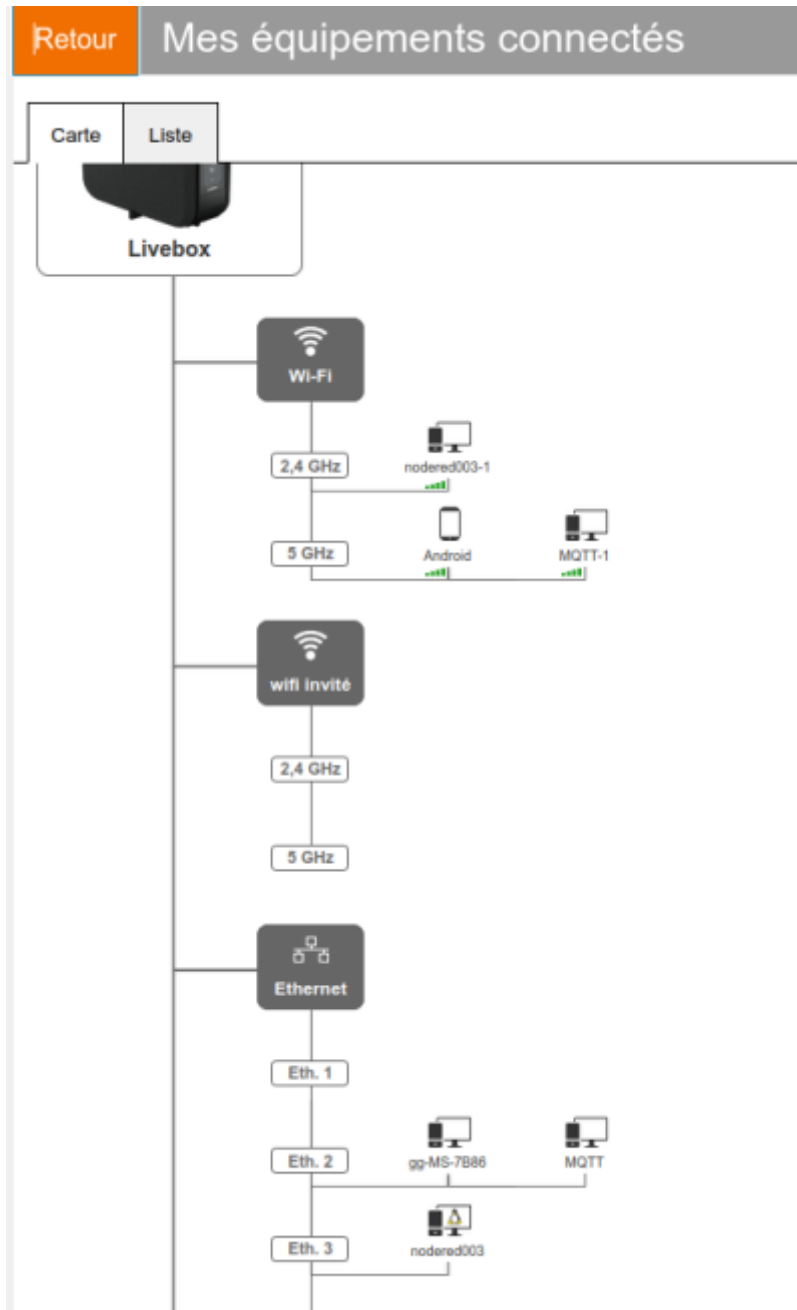 Retour
Mes équipements connectés
Carte
Liste
Livebox
Wi-Fi
2,4 GHz
nodered003-1
5 GHz
Android
MQTT-1
wifi invité
2,4 GHz
5 GHz
Ethernet
Eth. 1
Eth. 2
gg-MS-7B86
MQTT
Eth. 3
nodered003